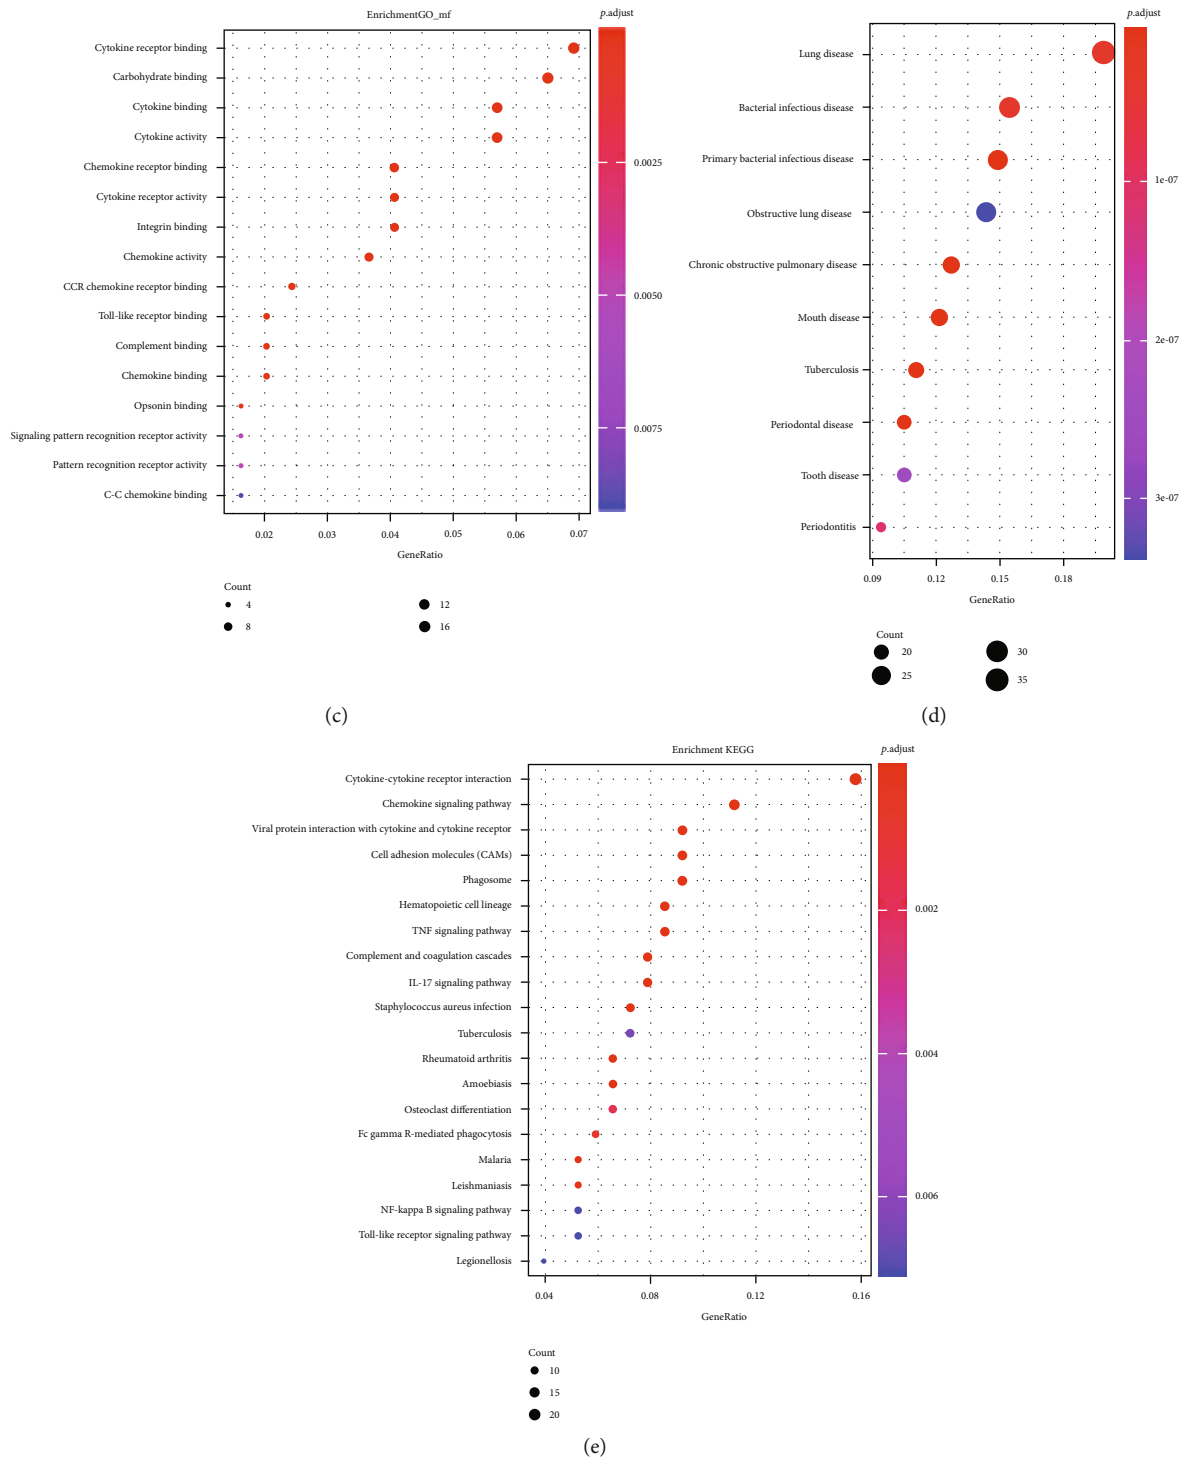 EnrichmentGO_mf
p.adjust
Cytokine receptor binding
Carbohydrate binding
Cytokine binding
Cytokine activity
Chemokine receptor binding
Cytokine receptor activity
Integrin binding
Chemokine activity
CCR chemokine receptor binding
Toll-like receptor binding
Complement binding
Chemokine binding
Opsonin binding
Signaling pattern recognition receptor activity
Pattern recognition receptor activity
C-C chemokine binding
0.0025
0.0050
0.0075
0.02 0.03 0.04 0.05 0.06 0.07
GeneRatio
Count
4 12
8 16
(c)
p.adjust
Lung disease
Bacterial infectious disease
Primary bacterial infectious disease
Obstructive lung disease
Chronic obstructive pulmonary disease
Mouth disease
Tuberculosis
Periodontal disease
Tooth disease
Periodontitis
1e-07
2e-07
3e-07
0.09 0.12 0.15 0.18
GeneRatio
Count
20 30
25 35
(d)
Enrichment KEGG
p.adjust
Cytokine-cytokine receptor interaction
Chemokine signaling pathway
Viral protein interaction with cytokine and cytokine receptor
Cell adhesion molecules (CAMs)
Phagosome
Hematopoietic cell lineage
TNF signaling pathway
Complement and coagulation cascades
IL-17 signaling pathway
Staphylococcus aureus infection
Tuberculosis
Rheumatoid arthritis
Amoebiasis
Osteoclast differentiation
Fc gamma R-mediated phagocytosis
Malaria
Leishmaniasis
NF-kappa B signaling pathway
Toll-like receptor signaling pathway
Legionellosis
0.002
0.004
0.006
0.04 0.08 0.12 0.16
GeneRatio
Count
10
15
20
(e)